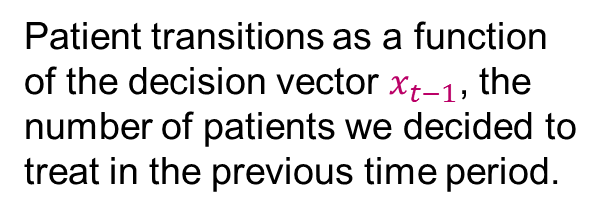 Patient transitions as a function
of the decision vector xₜ₋₁, the
number of patients we decided to
treat in the previous time period.